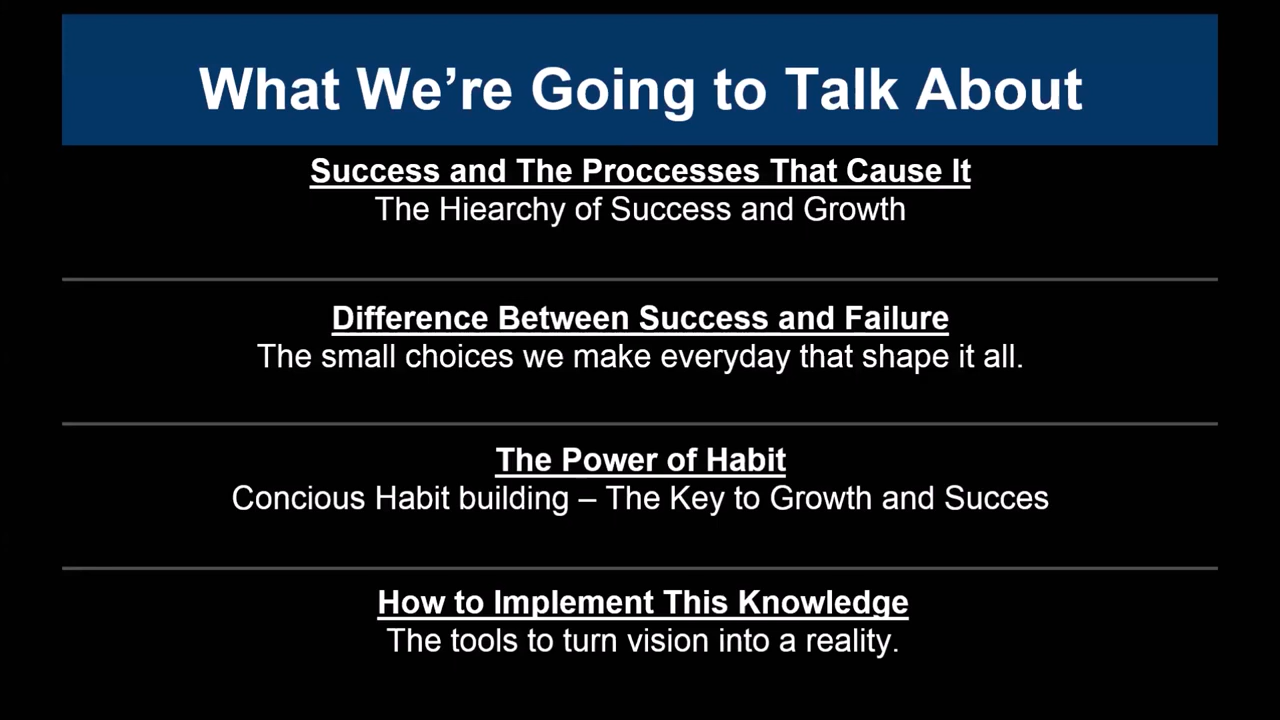 What We’re Going to Talk About
Success and The Proccesses That Cause It
The Hiearchy of Success and Growth
Difference Between Success and Failure
The small choices we make everyday that shape it all.
The Power of Habit
Concious Habit building – The Key to Growth and Succes
How to Implement This Knowledge
The tools to turn vision into a reality.